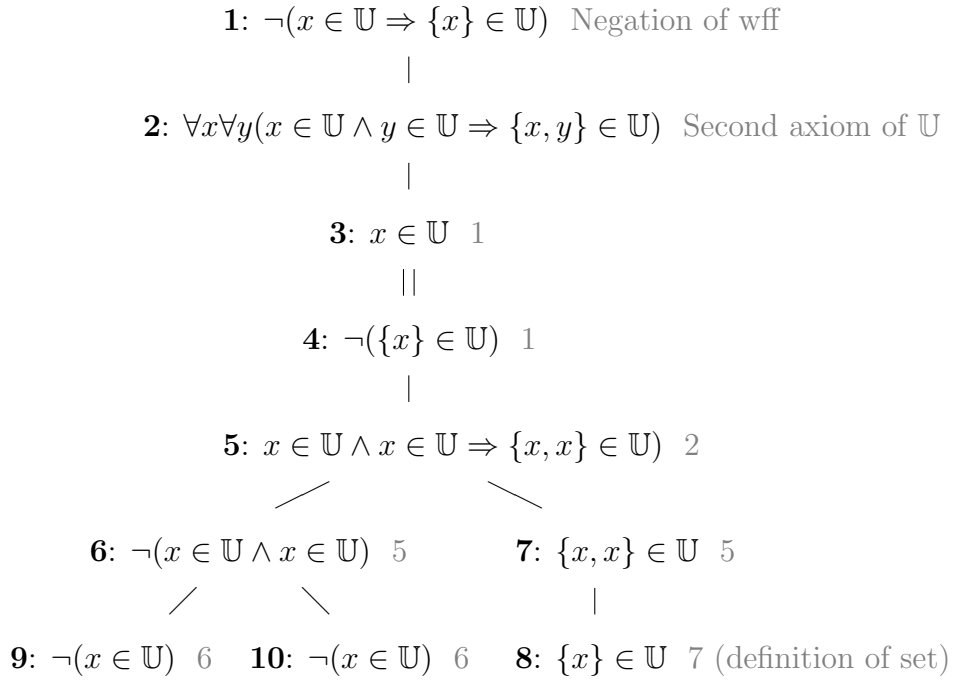 1: ¬(x ∈ 𝕌 ⇒ {x} ∈ 𝕌) Negation of wff
2: ∀x∀y(x ∈ 𝕌 ∧ y ∈ 𝕌 ⇒ {x, y} ∈ 𝕌) Second axiom of 𝕌
3: x ∈ 𝕌 1
4: ¬({x} ∈ 𝕌) 1
5: x ∈ 𝕌 ∧ x ∈ 𝕌 ⇒ {x, x} ∈ 𝕌) 2
6: ¬(x ∈ 𝕌 ∧ x ∈ 𝕌) 5 7: {x, x} ∈ 𝕌 5
9: ¬(x ∈ 𝕌) 6 10: ¬(x ∈ 𝕌) 6 8: {x} ∈ 𝕌 7 (definition of set)